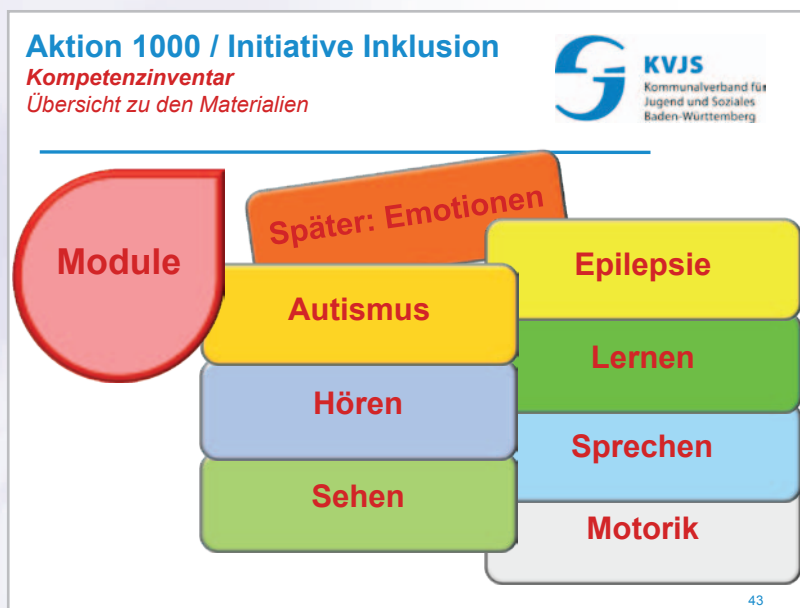 Aktion 1000 / Initiative Inklusion
Kompetenzinventar
Übersicht zu den Materialien
KVJS
Kommunalverband für
Jugend und Soziales
Baden-Württemberg
Module
Später: Emotionen
Autismus
Hören
Sehen
Epilepsie
Lernen
Sprechen
Motorik
43